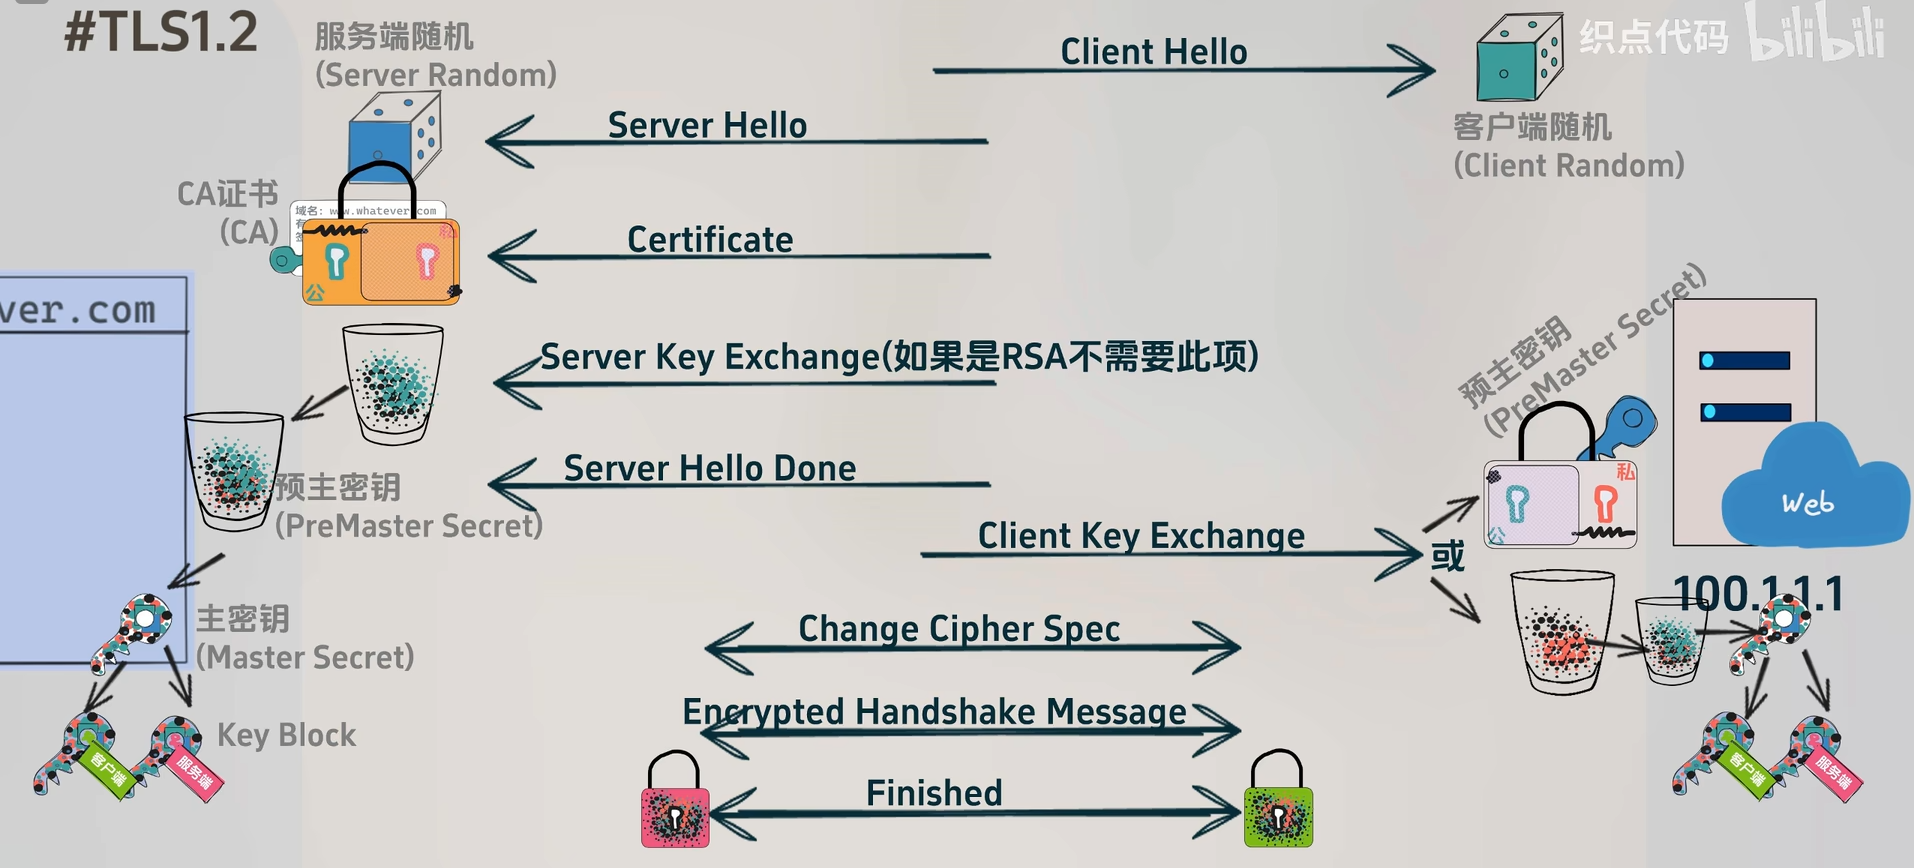 #TLS1.2
服务端随机
(Server Random)
Client Hello
织点代码 bilibili
Server Hello
客户端随机
(Client Random)
CA证书
(CA)
域名: www.whatever.com
有
签
私
公
Certificate
ver.com
Server Key Exchange(如果是RSA不需要此项)
预主密钥
(PreMaster Secret)
私
公
Web
Server Hello Done
预主密钥
(PreMaster Secret)
Client Key Exchange
或
100.1.1.1
主密钥
(Master Secret)
Change Cipher Spec
Encrypted Handshake Message
Key Block
客户端
服务端
客户端
服务端
Finished